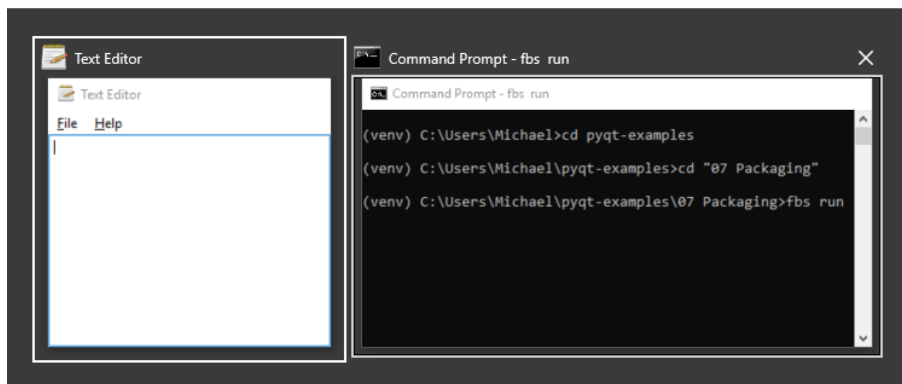 Text Editor
Text Editor
File Help
Command Prompt - fbs run
Command Prompt - fbs run
(venv) C:\Users\Michael>cd pyqt-examples
(venv) C:\Users\Michael\pyqt-examples>cd "07 Packaging"
(venv) C:\Users\Michael\pyqt-examples\07 Packaging>fbs run